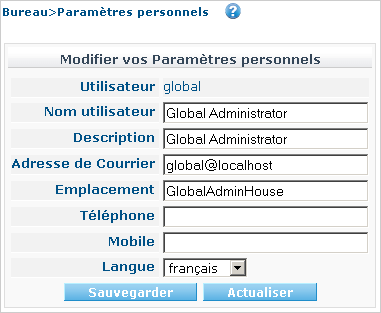 Bureau>Paramètres personnels ?
Modifier vos Paramètres personnels
Utilisateur global
Nom utilisateur Global Administrator
Description Global Administrator
Adresse de Courrier global@localhost
Emplacement GlobalAdminHouse
Téléphone
Mobile
Langue français
Sauvegarder Actualiser